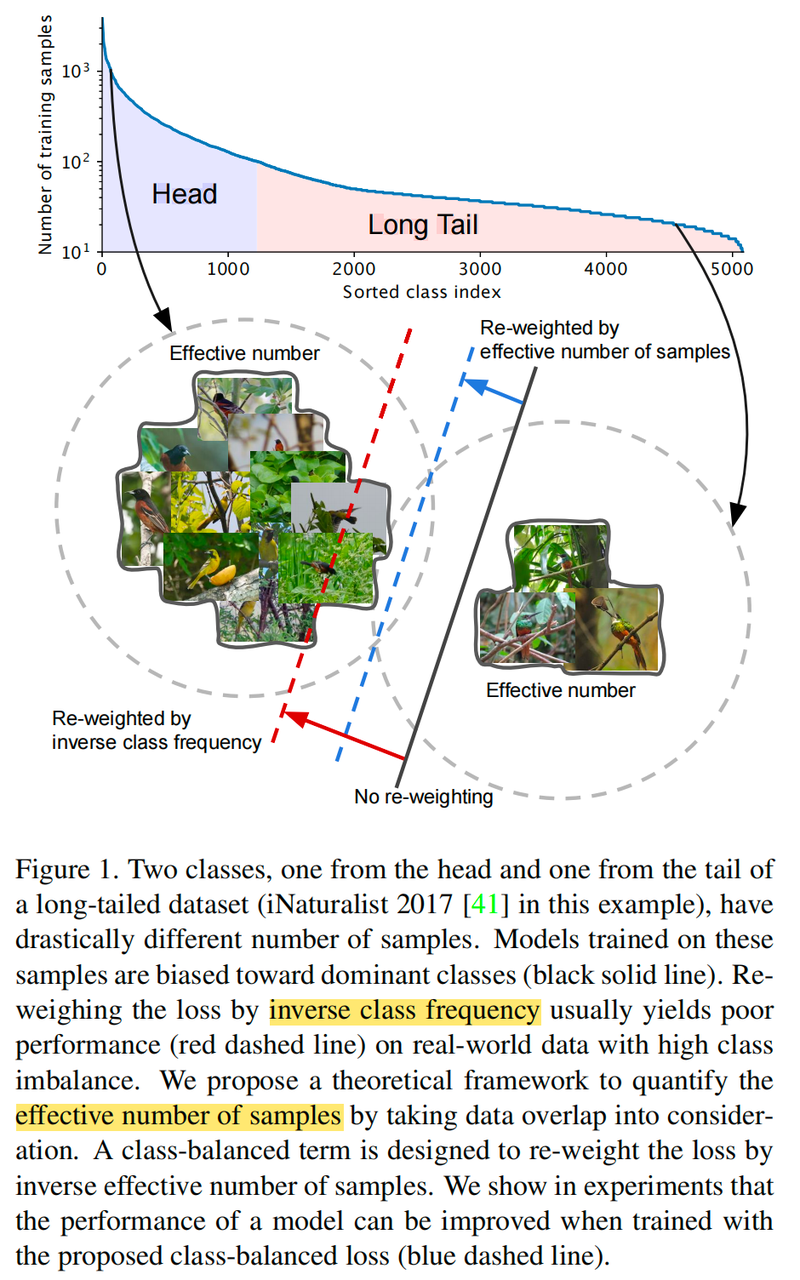 Number of training samples
10³
10²
10¹
Head
Long Tail
0
1000
2000
3000
4000
5000
Sorted class index
Re-weighted by
effective number of samples
Effective number
Effective number
Re-weighted by
inverse class frequency
No re-weighting
Figure 1. Two classes, one from the head and one from the tail of
a long-tailed dataset (iNaturalist 2017 [41] in this example), have
drastically different number of samples. Models trained on these
samples are biased toward dominant classes (black solid line). Re-
weighing the loss by inverse class frequency usually yields poor
performance (red dashed line) on real-world data with high class
imbalance. We propose a theoretical framework to quantify the
effective number of samples by taking data overlap into consider-
ation. A class-balanced term is designed to re-weight the loss by
inverse effective number of samples. We show in experiments that
the performance of a model can be improved when trained with
the proposed class-balanced loss (blue dashed line).